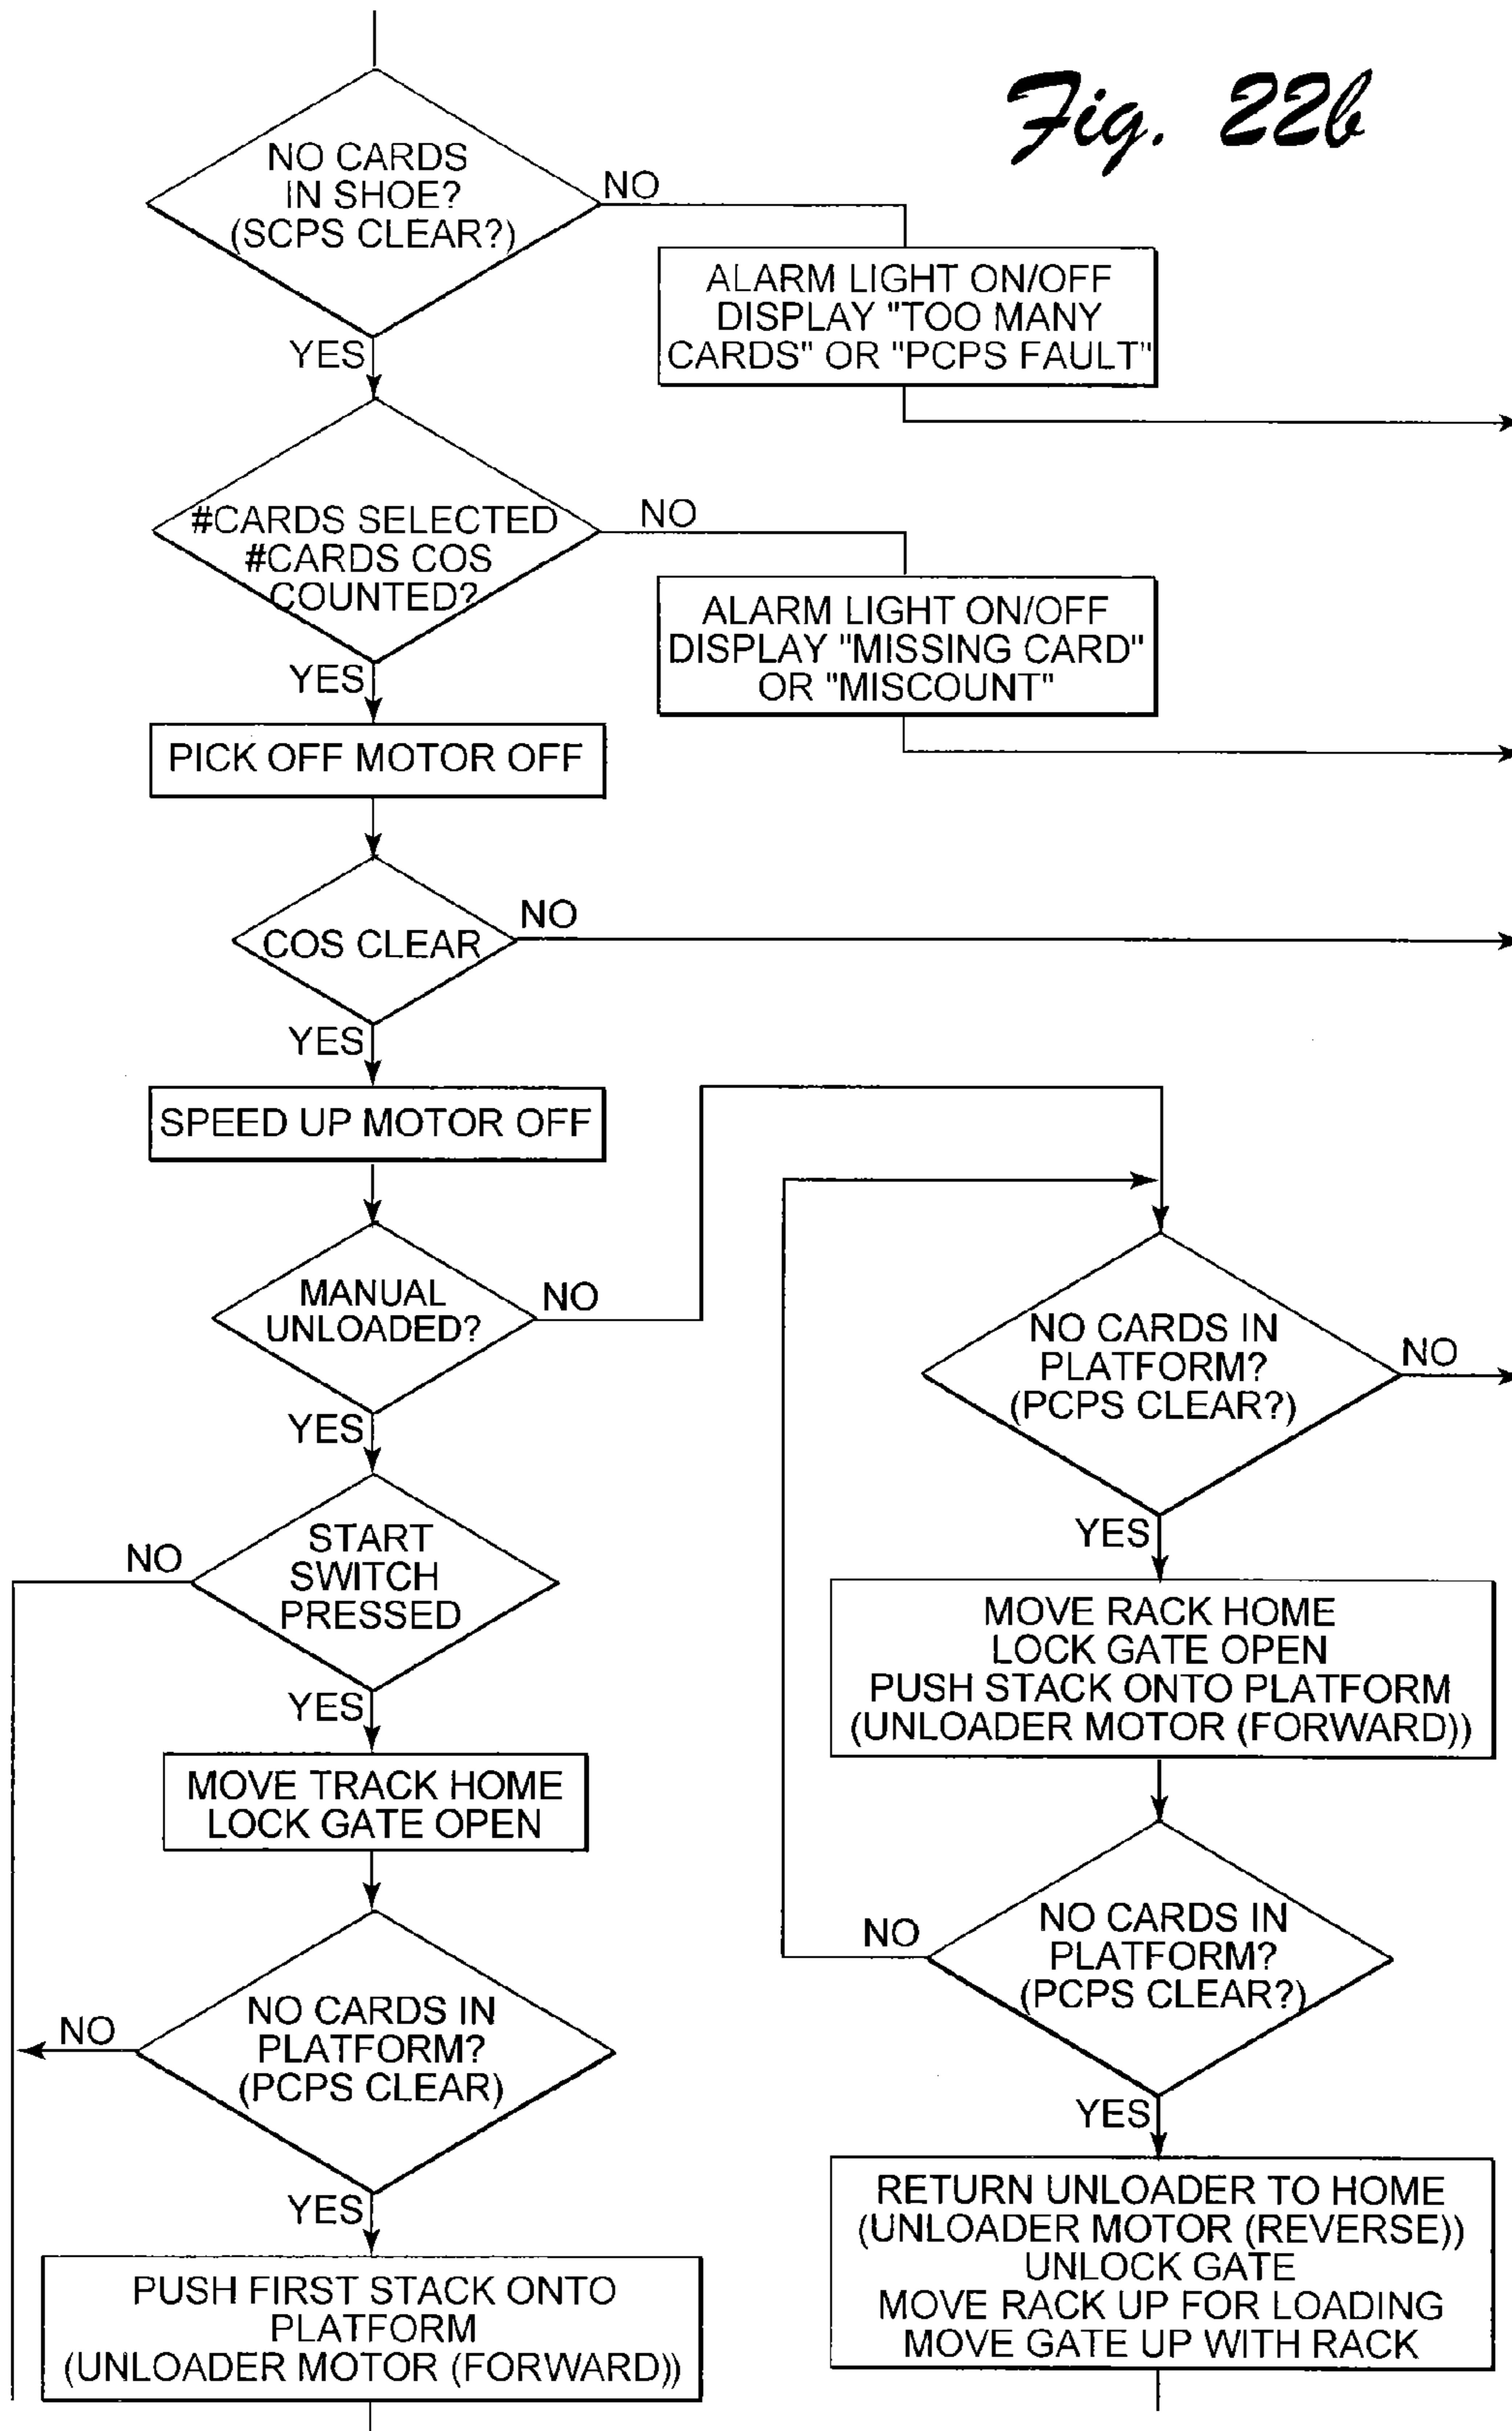 Fig. 22b
NO CARDS
IN SHOE?
(SCPS CLEAR?)
NO
ALARM LIGHT ON/OFF
DISPLAY "TOO MANY
CARDS" OR "PCPS FAULT"
YES
#CARDS SELECTED
#CARDS COS
COUNTED?
NO
ALARM LIGHT ON/OFF
DISPLAY "MISSING CARD"
OR "MISCOUNT"
YES
PICK OFF MOTOR OFF
COS CLEAR
NO
YES
SPEED UP MOTOR OFF
MANUAL
UNLOADED?
NO
YES
START
SWITCH
PRESSED
NO
YES
MOVE TRACK HOME
LOCK GATE OPEN
NO CARDS IN
PLATFORM?
(PCPS CLEAR)
NO
YES
PUSH FIRST STACK ONTO
PLATFORM
(UNLOADER MOTOR (FORWARD))
NO CARDS IN
PLATFORM?
(PCPS CLEAR?)
NO
YES
MOVE RACK HOME
LOCK GATE OPEN
PUSH STACK ONTO PLATFORM
(UNLOADER MOTOR (FORWARD))
NO CARDS IN
PLATFORM?
(PCPS CLEAR?)
NO
YES
RETURN UNLOADER TO HOME
(UNLOADER MOTOR (REVERSE))
UNLOCK GATE
MOVE RACK UP FOR LOADING
MOVE GATE UP WITH RACK